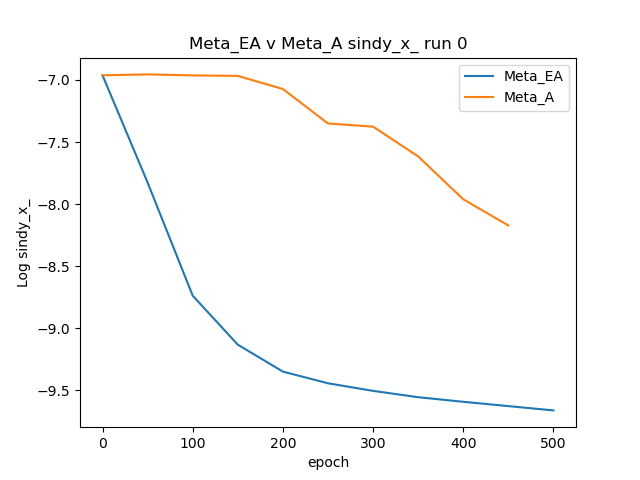 Meta_EA v Meta_A sindy_x_ run 0
Meta_EA
Meta_A
Log sindy_x_
−7.0
−7.5
−8.0
−8.5
−9.0
−9.5
0 100 200 300 400 500
epoch